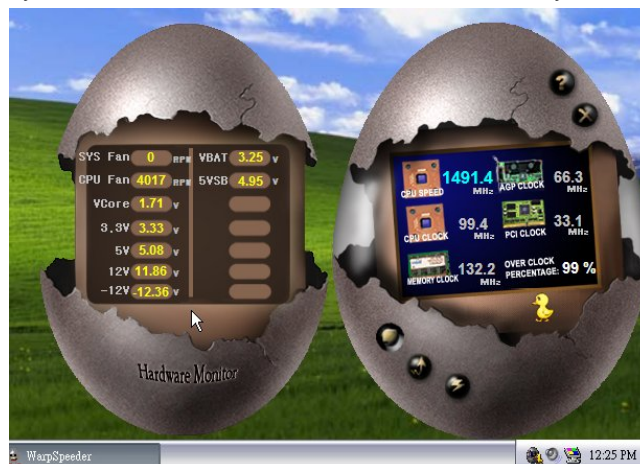 SYS Fan 0 RPM VBAT 3.25 V
CPU Fan 4017 RPM 5VSB 4.95 V
VCore 1.71 V
3.3V 3.33 V
5V 5.08 V
12V 11.86 V
-12V -12.36 V
Hardware Monitor
?
CPU SPEED 1491.4 MHz AGP CLOCK 66.3 MHz
CPU CLOCK 99.4 MHz PCI CLOCK 33.1 MHz
MEMORY CLOCK 132.2 MHz OVER CLOCK PERCENTAGE: 99 %
WarpSpeeder
12:25 PM